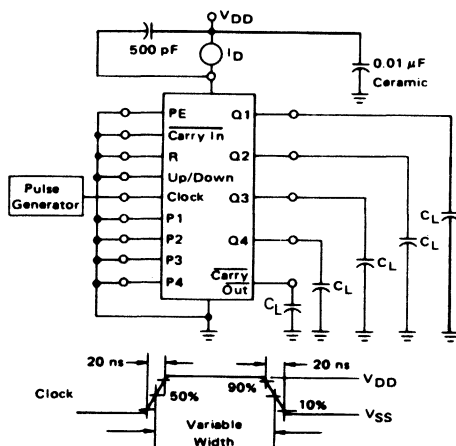 VDD
500 pF
ID
0.01 μF
Ceramic
PE
Carry In
R
Up/Down
Clock
P1
P2
P3
P4
Q1
Q2
Q3
Q4
Carry
Out
Pulse
Generator
CL
CL
CL
CL
CL
20 ns
20 ns
Clock
50%
90%
10%
VDD
VSS
Variable
Width